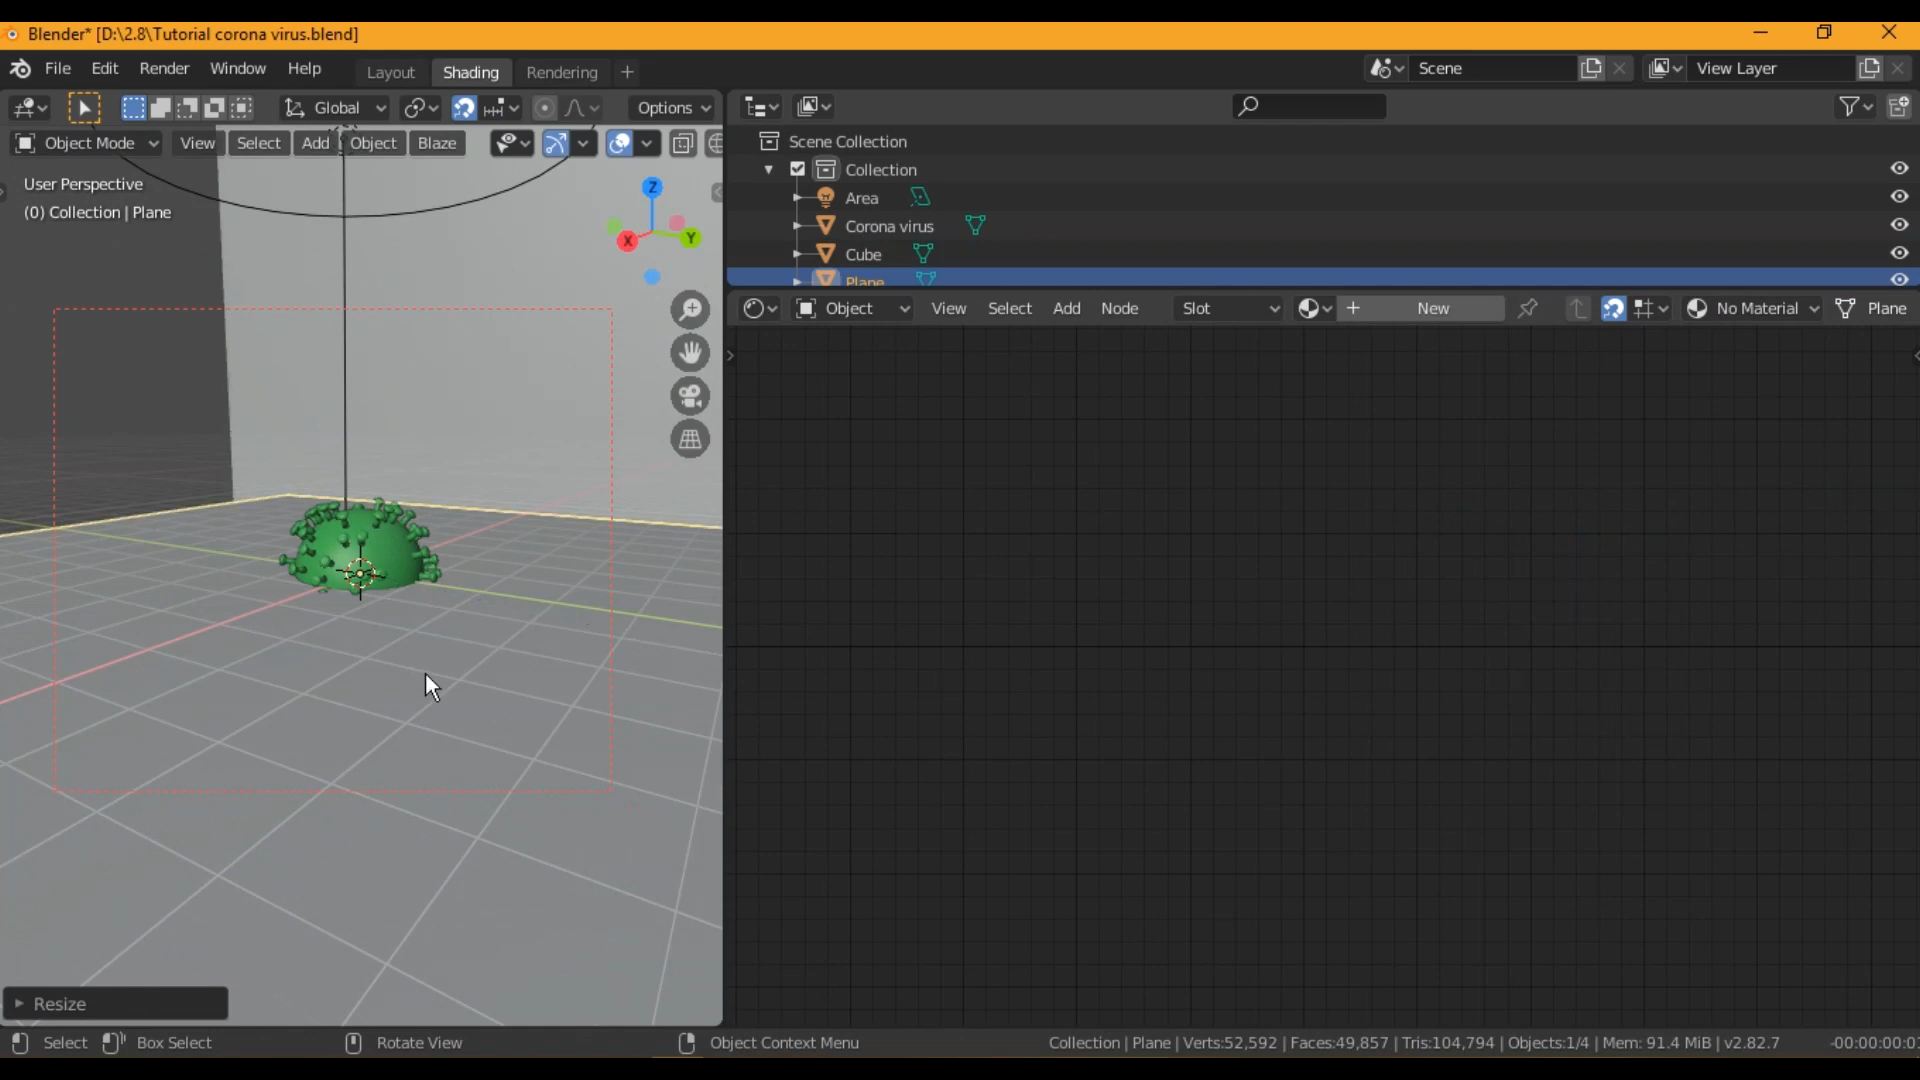 Blender* [D:\2.8\Tutorial corona virus.blend]
File Edit Render Window Help Layout Shading Rendering + Scene View Layer
Global Options
Object Mode View Select Add Object Blaze
Scene Collection
Collection
Area
Corona virus
Cube
Plane
User Perspective
(0) Collection | Plane
Z
X
Y
Object View Select Add Node Slot New No Material Plane
Resize
Select Box Select Rotate View Object Context Menu Collection | Plane | Verts:52,592 | Faces:49,857 | Tris:104,794 | Objects:1/4 | Mem: 91.4 MiB | v2.82.7